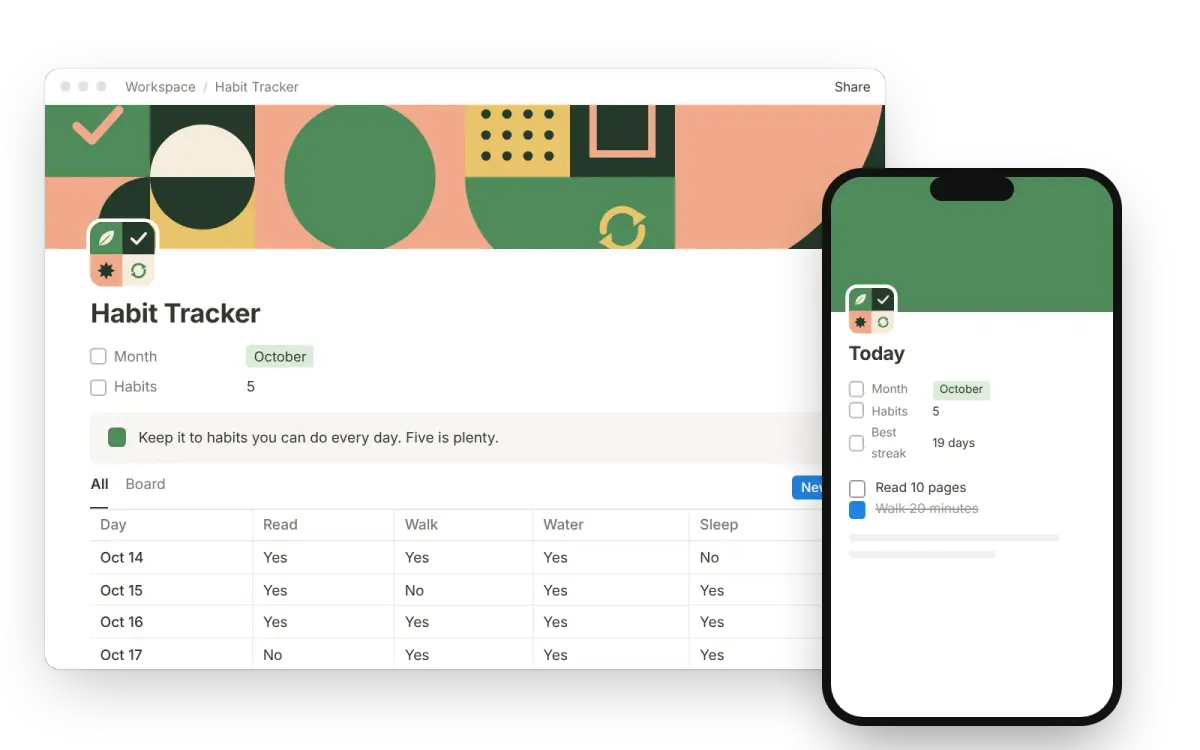 Workspace / Habit Tracker
Share
Habit Tracker
Month October
Habits 5
Keep it to habits you can do every day. Five is plenty.
All Board
Day Read Walk Water Sleep
Oct 14 Yes Yes Yes No
Oct 15 Yes No Yes Yes
Oct 16 Yes Yes Yes Yes
Oct 17 No Yes Yes Yes
Today
Month October
Habits 5
Best streak 19 days
Read 10 pages
Walk 20 minutes